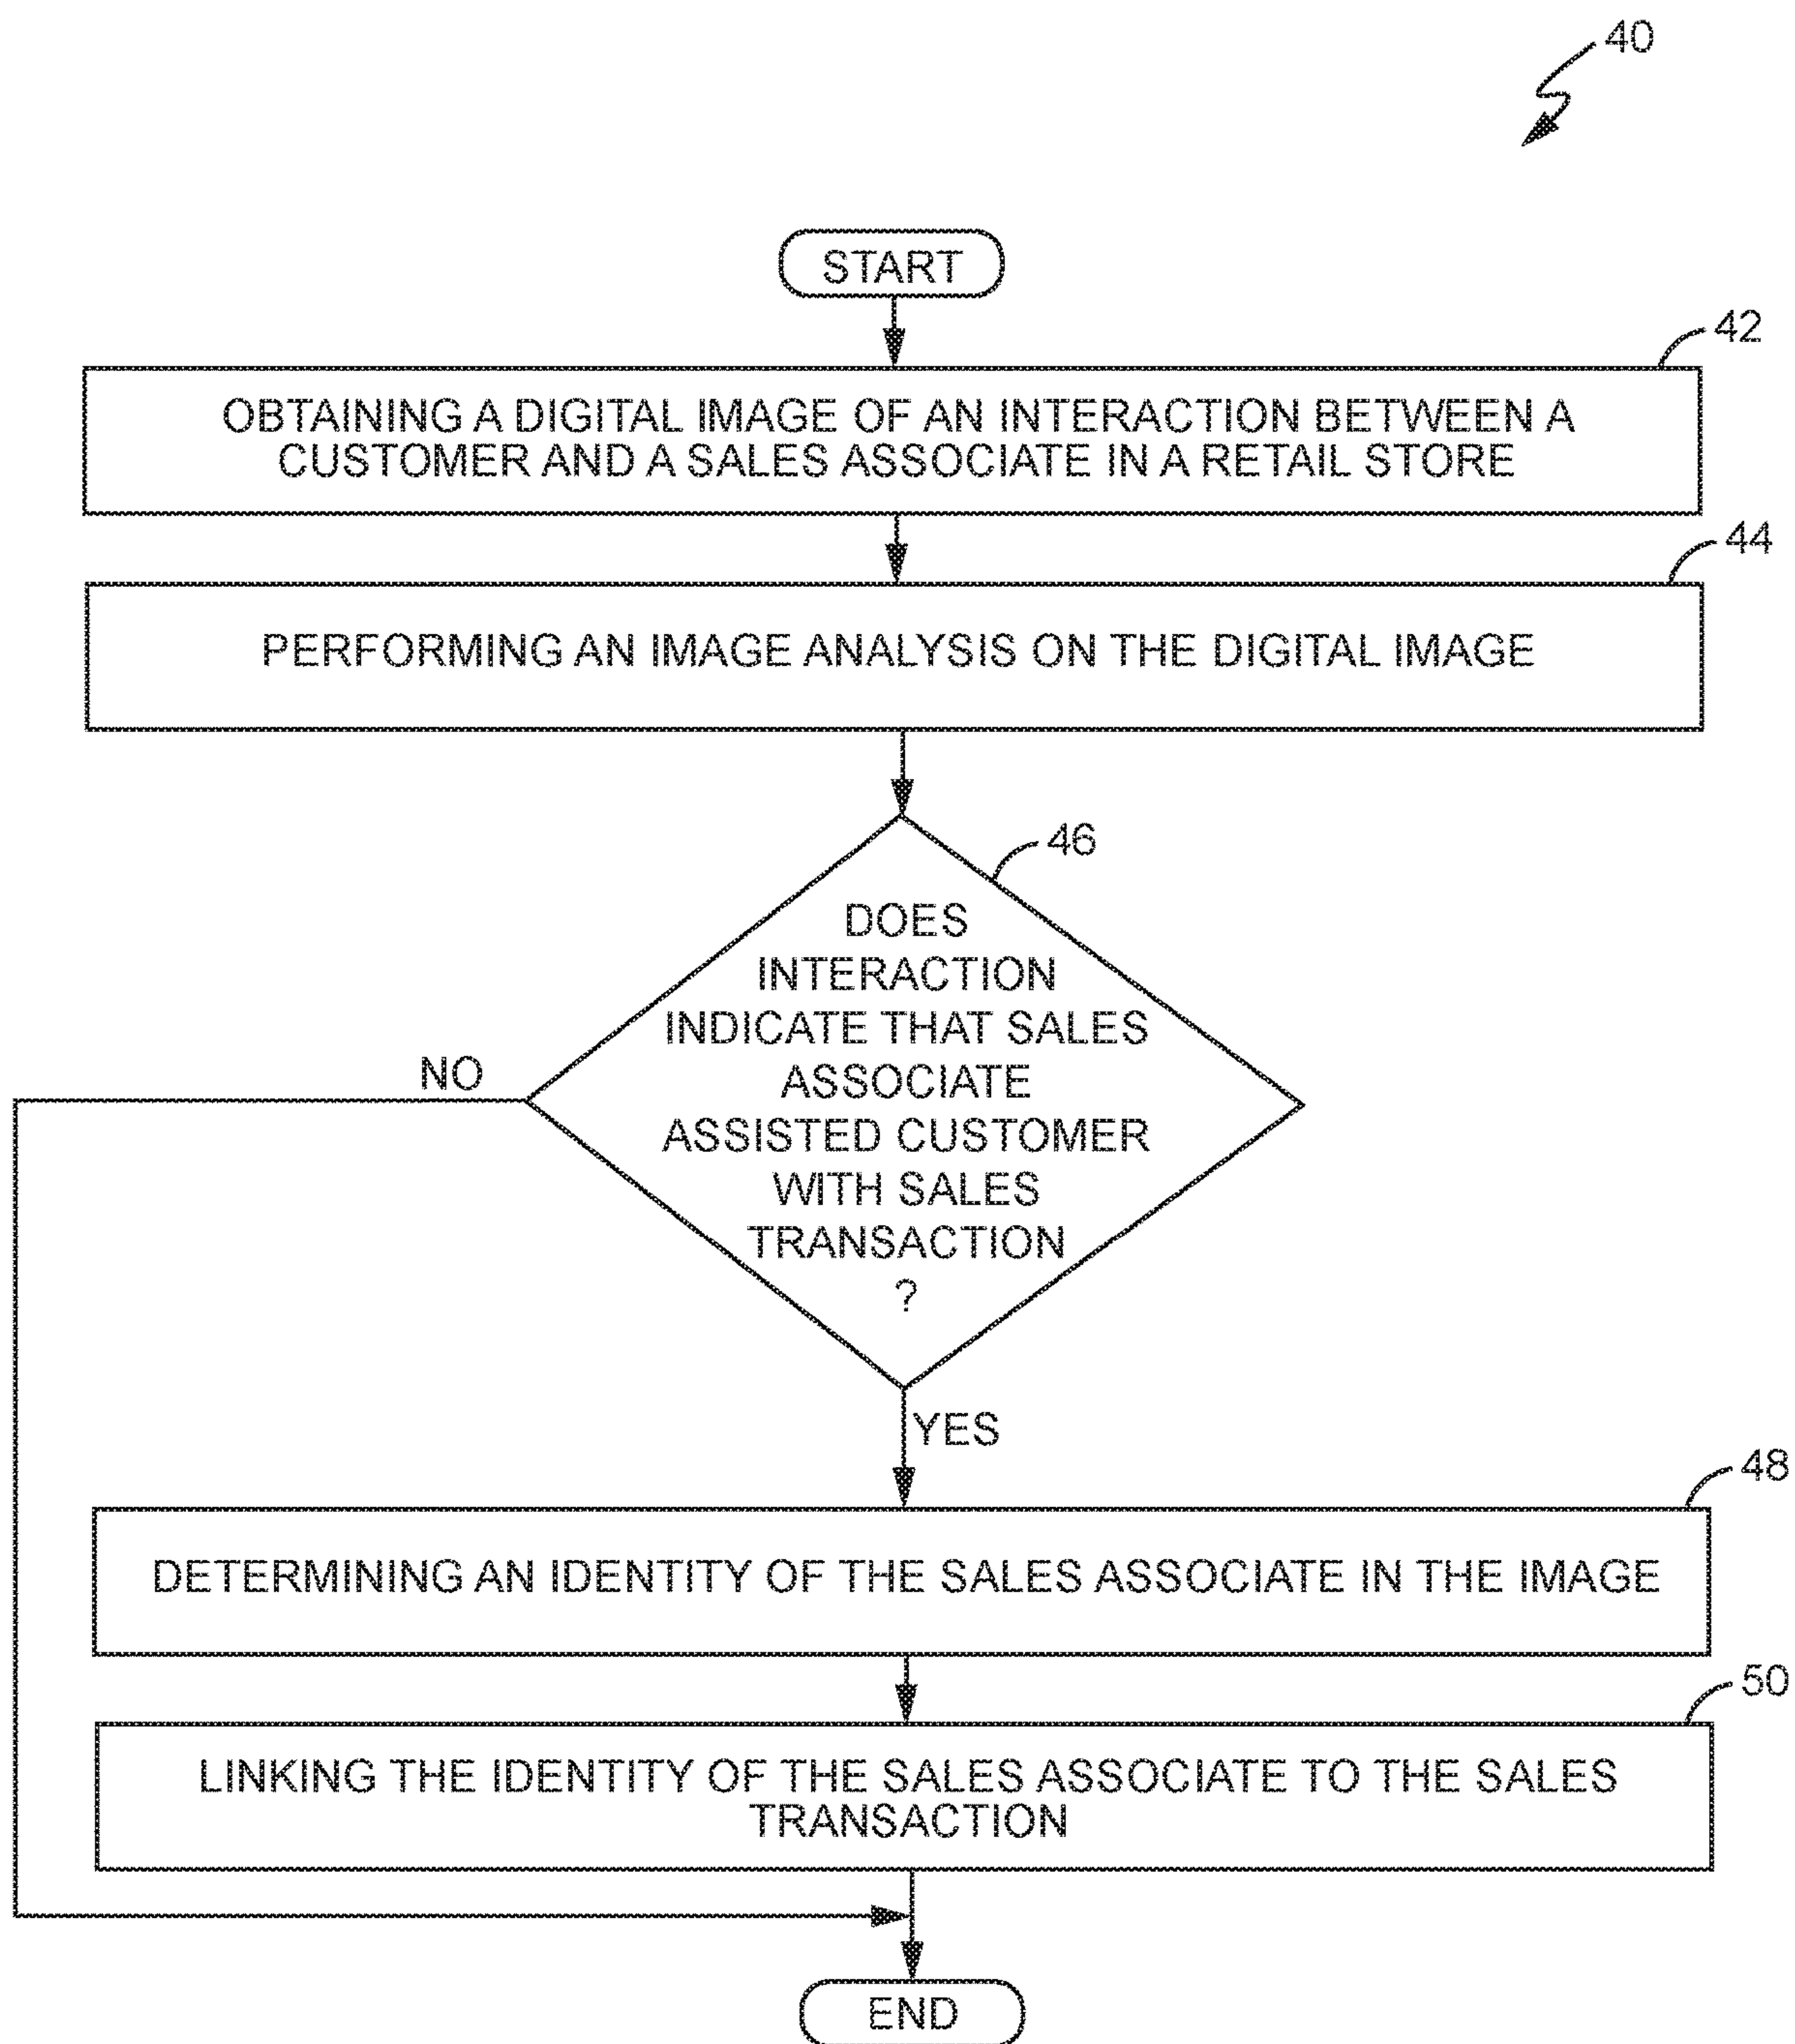 40
START
42
OBTAINING A DIGITAL IMAGE OF AN INTERACTION BETWEEN A
CUSTOMER AND A SALES ASSOCIATE IN A RETAIL STORE
44
PERFORMING AN IMAGE ANALYSIS ON THE DIGITAL IMAGE
46
DOES
INTERACTION
INDICATE THAT SALES
ASSOCIATE
ASSISTED CUSTOMER
WITH SALES
TRANSACTION
?
NO
YES
48
DETERMINING AN IDENTITY OF THE SALES ASSOCIATE IN THE IMAGE
50
LINKING THE IDENTITY OF THE SALES ASSOCIATE TO THE SALES
TRANSACTION
END